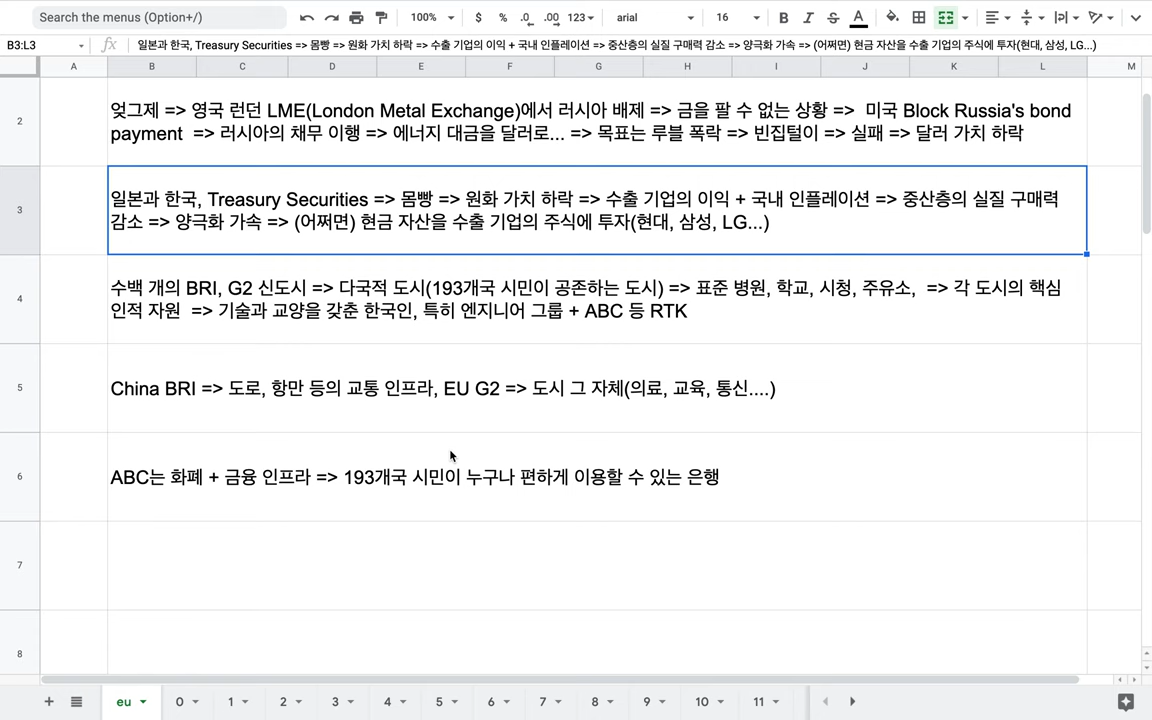 Search the menus (Option+/)
100%
$ % .0 .00 123
arial
16
B I S A
B3:L3
fx
일본과 한국, Treasury Securities => 몸빵 => 원화 가치 하락 => 수출 기업의 이익 + 국내 인플레이션 => 중산층의 실질 구매력 감소 => 양극화 가속 => (어쩌면) 현금 자산을 수출 기업의 주식에 투자(현대, 삼성, LG...)
A B C D E F G H I J K L M
2
엊그제 => 영국 런던 LME(London Metal Exchange)에서 러시아 배제 => 금을 팔 수 없는 상황 => 미국 Block Russia's bond
payment => 러시아의 채무 이행 => 에너지 대금을 달러로... => 목표는 루블 폭락 => 빈집털이 => 실패 => 달러 가치 하락
3
일본과 한국, Treasury Securities => 몸빵 => 원화 가치 하락 => 수출 기업의 이익 + 국내 인플레이션 => 중산층의 실질 구매력
감소 => 양극화 가속 => (어쩌면) 현금 자산을 수출 기업의 주식에 투자(현대, 삼성, LG...)
4
수백 개의 BRI, G2 신도시 => 다국적 도시(193개국 시민이 공존하는 도시) => 표준 병원, 학교, 시청, 주유소, => 각 도시의 핵심
인적 자원 => 기술과 교양을 갖춘 한국인, 특히 엔지니어 그룹 + ABC 등 RTK
5
China BRI => 도로, 항만 등의 교통 인프라, EU G2 => 도시 그 자체(의료, 교육, 통신....)
6
ABC는 화폐 + 금융 인프라 => 193개국 시민이 누구나 편하게 이용할 수 있는 은행
7
8
eu 0 1 2 3 4 5 6 7 8 9 10 11